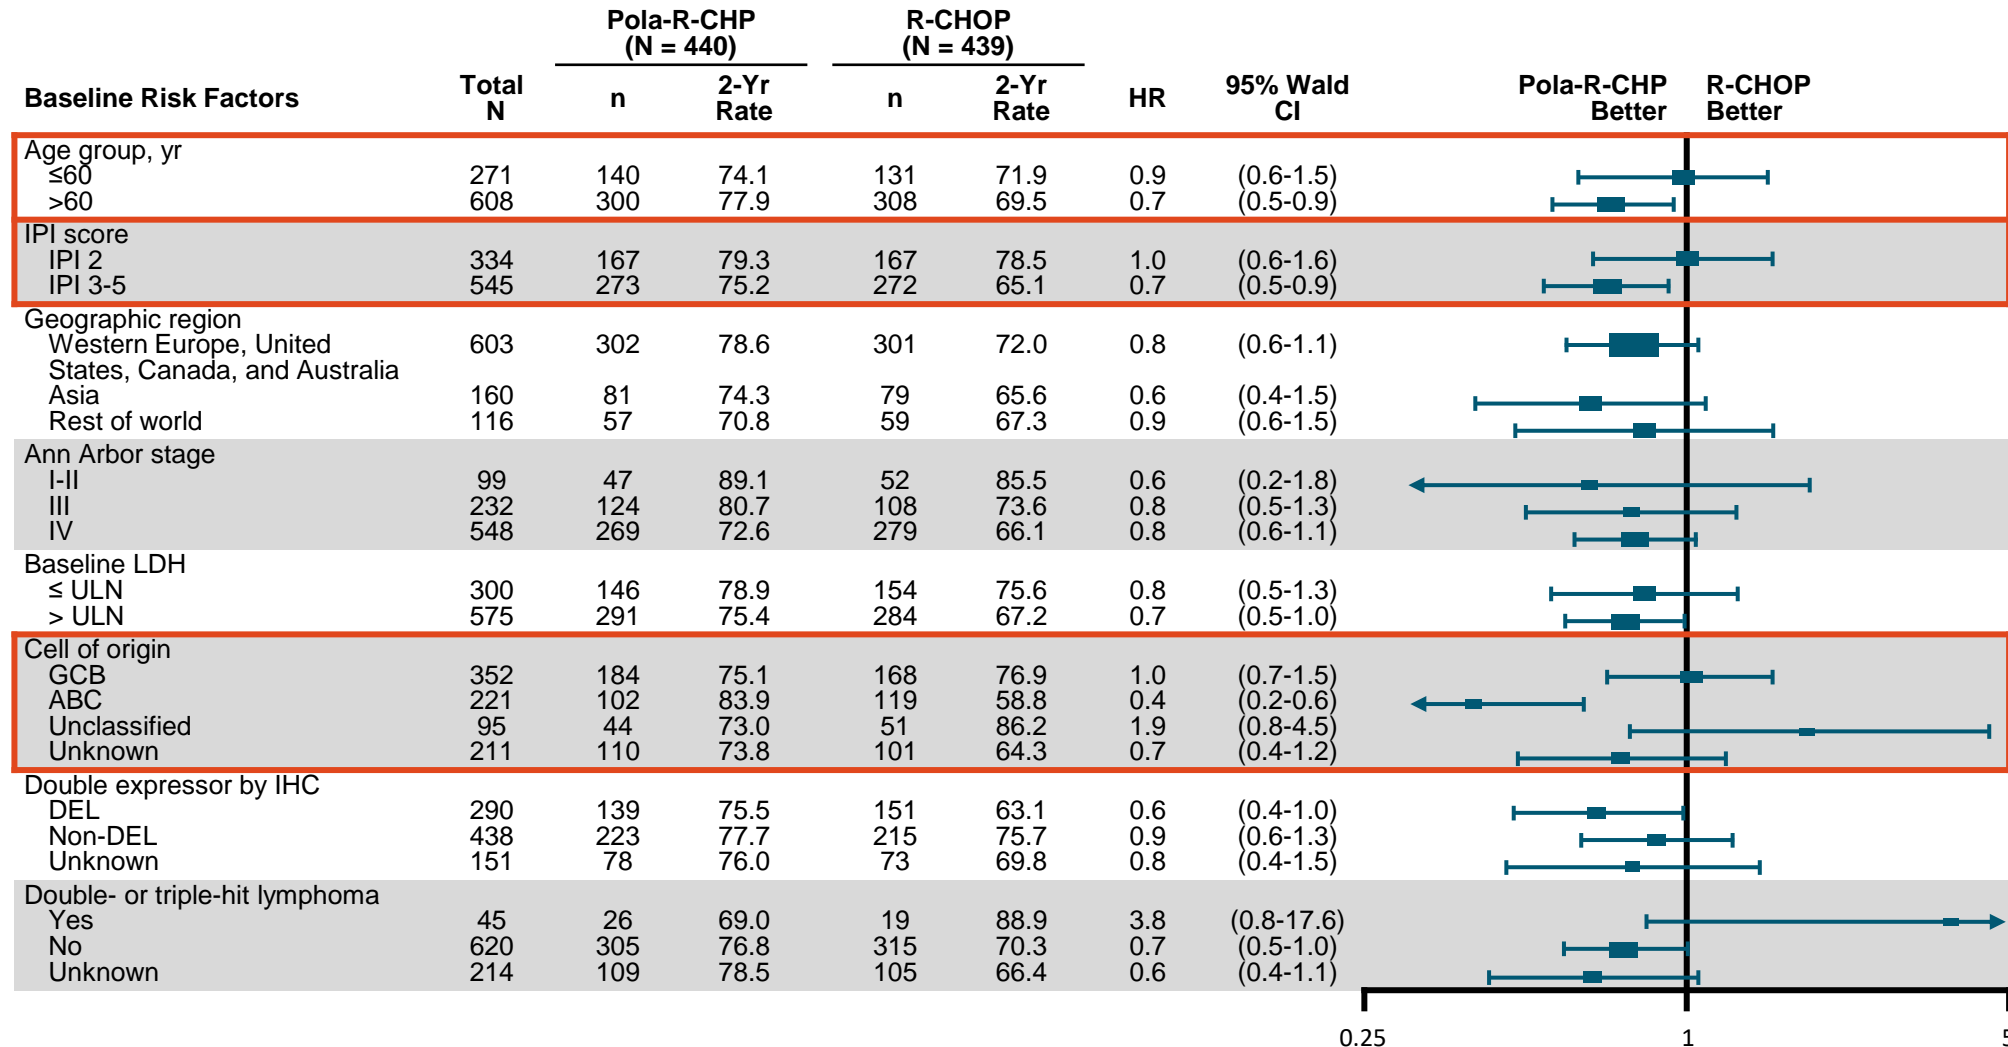 Pola-R-CHP R-CHOP
(N = 440) (N = 439)
Baseline Risk Factors Total N n 2-Yr Rate n 2-Yr Rate HR 95% Wald CI Pola-R-CHP Better R-CHOP Better
Age group, yr
≤60 271 140 74.1 131 71.9 0.9 (0.6-1.5)
>60 608 300 77.9 308 69.5 0.7 (0.5-0.9)
IPI score
IPI 2 334 167 79.3 167 78.5 1.0 (0.6-1.6)
IPI 3-5 545 273 75.2 272 65.1 0.7 (0.5-0.9)
Geographic region
Western Europe, United 603 302 78.6 301 72.0 0.8 (0.6-1.1)
States, Canada, and Australia
Asia 160 81 74.3 79 65.6 0.6 (0.4-1.5)
Rest of world 116 57 70.8 59 67.3 0.9 (0.6-1.5)
Ann Arbor stage
I-II 99 47 89.1 52 85.5 0.6 (0.2-1.8)
III 232 124 80.7 108 73.6 0.8 (0.5-1.3)
IV 548 269 72.6 279 66.1 0.8 (0.6-1.1)
Baseline LDH
≤ ULN 300 146 78.9 154 75.6 0.8 (0.5-1.3)
> ULN 575 291 75.4 284 67.2 0.7 (0.5-1.0)
Cell of origin
GCB 352 184 75.1 168 76.9 1.0 (0.7-1.5)
ABC 221 102 83.9 119 58.8 0.4 (0.2-0.6)
Unclassified 95 44 73.0 51 86.2 1.9 (0.8-4.5)
Unknown 211 110 73.8 101 64.3 0.7 (0.4-1.2)
Double expressor by IHC
DEL 290 139 75.5 151 63.1 0.6 (0.4-1.0)
Non-DEL 438 223 77.7 215 75.7 0.9 (0.6-1.3)
Unknown 151 78 76.0 73 69.8 0.8 (0.4-1.5)
Double- or triple-hit lymphoma
Yes 45 26 69.0 19 88.9 3.8 (0.8-17.6)
No 620 305 76.8 315 70.3 0.7 (0.5-1.0)
Unknown 214 109 78.5 105 66.4 0.6 (0.4-1.1)
0.25 1 5